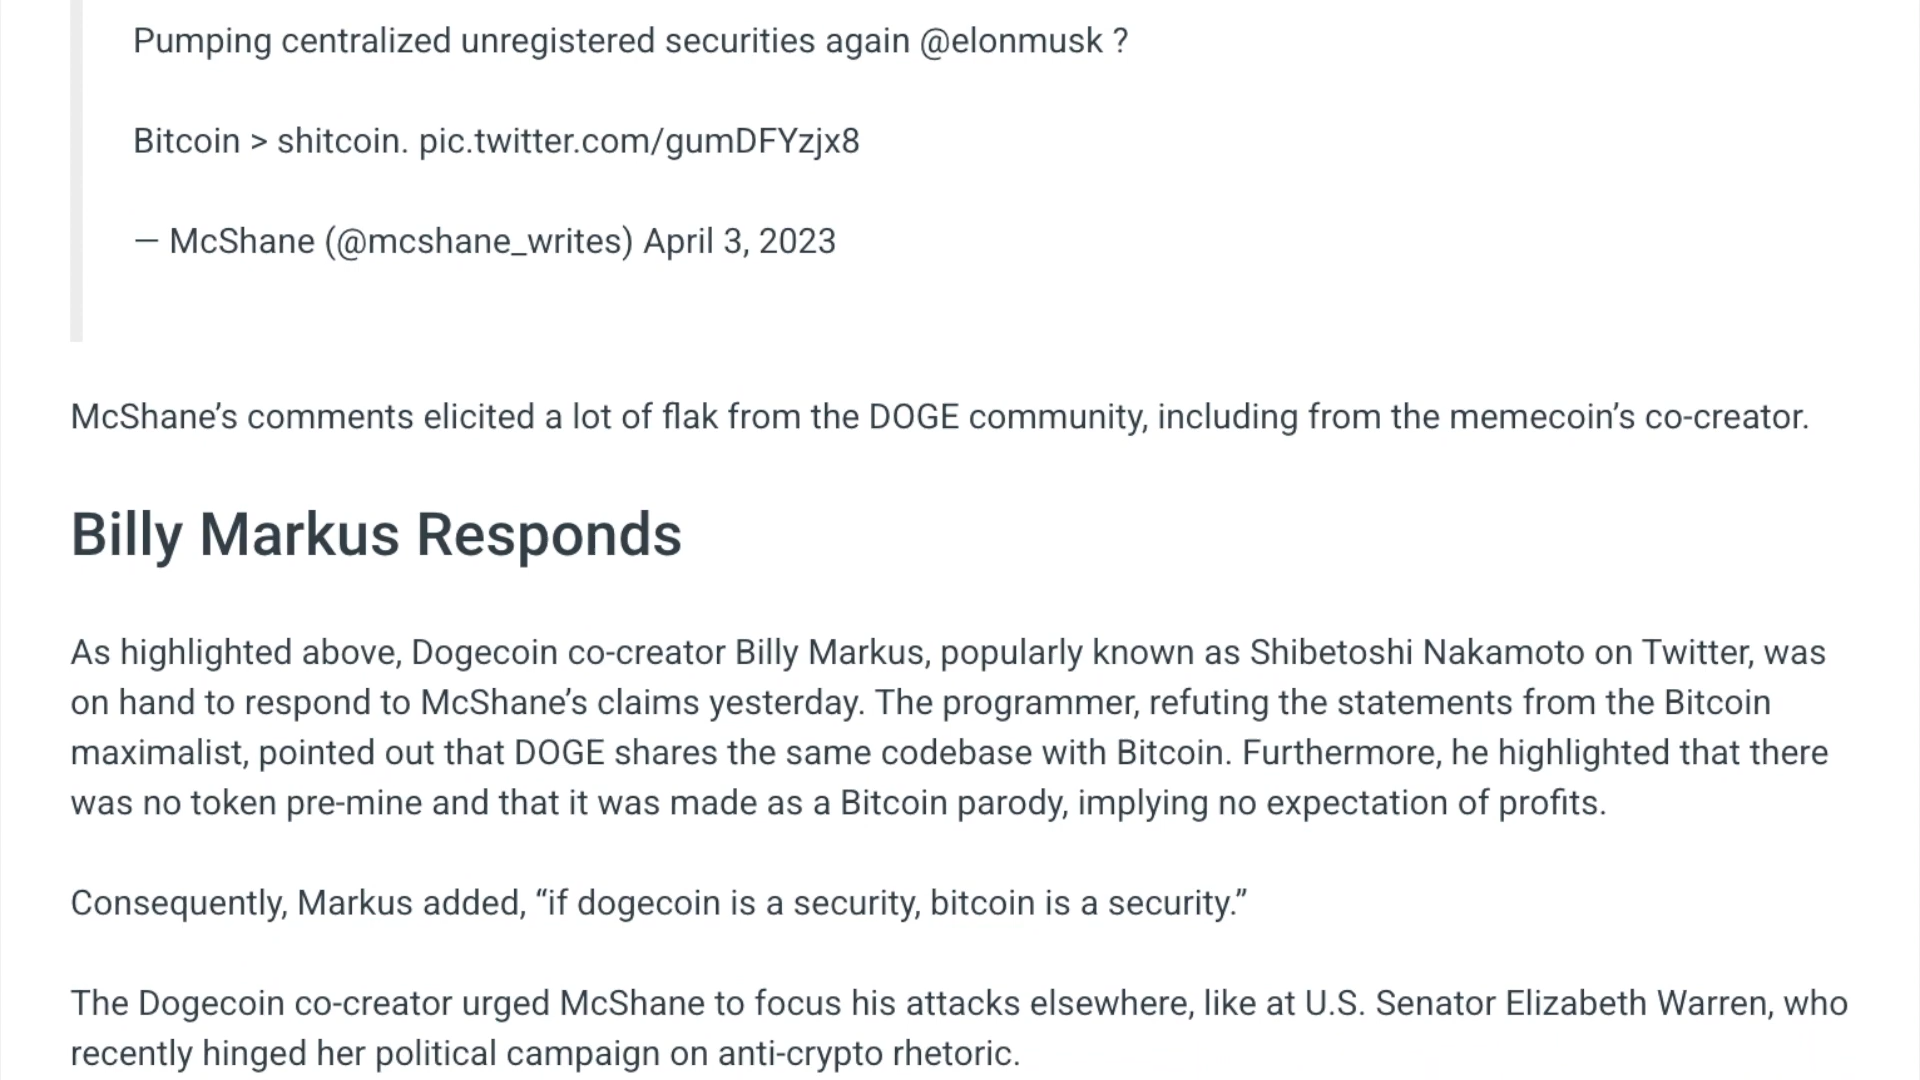 Pumping centralized unregistered securities again @elonmusk ?
Bitcoin > shitcoin. pic.twitter.com/gumDFYzjx8
— McShane (@mcshane_writes) April 3, 2023
McShane’s comments elicited a lot of flak from the DOGE community, including from the memecoin’s co-creator.
Billy Markus Responds
As highlighted above, Dogecoin co-creator Billy Markus, popularly known as Shibetoshi Nakamoto on Twitter, was
on hand to respond to McShane’s claims yesterday. The programmer, refuting the statements from the Bitcoin
maximalist, pointed out that DOGE shares the same codebase with Bitcoin. Furthermore, he highlighted that there
was no token pre-mine and that it was made as a Bitcoin parody, implying no expectation of profits.
Consequently, Markus added, “if dogecoin is a security, bitcoin is a security.”
The Dogecoin co-creator urged McShane to focus his attacks elsewhere, like at U.S. Senator Elizabeth Warren, who
recently hinged her political campaign on anti-crypto rhetoric.